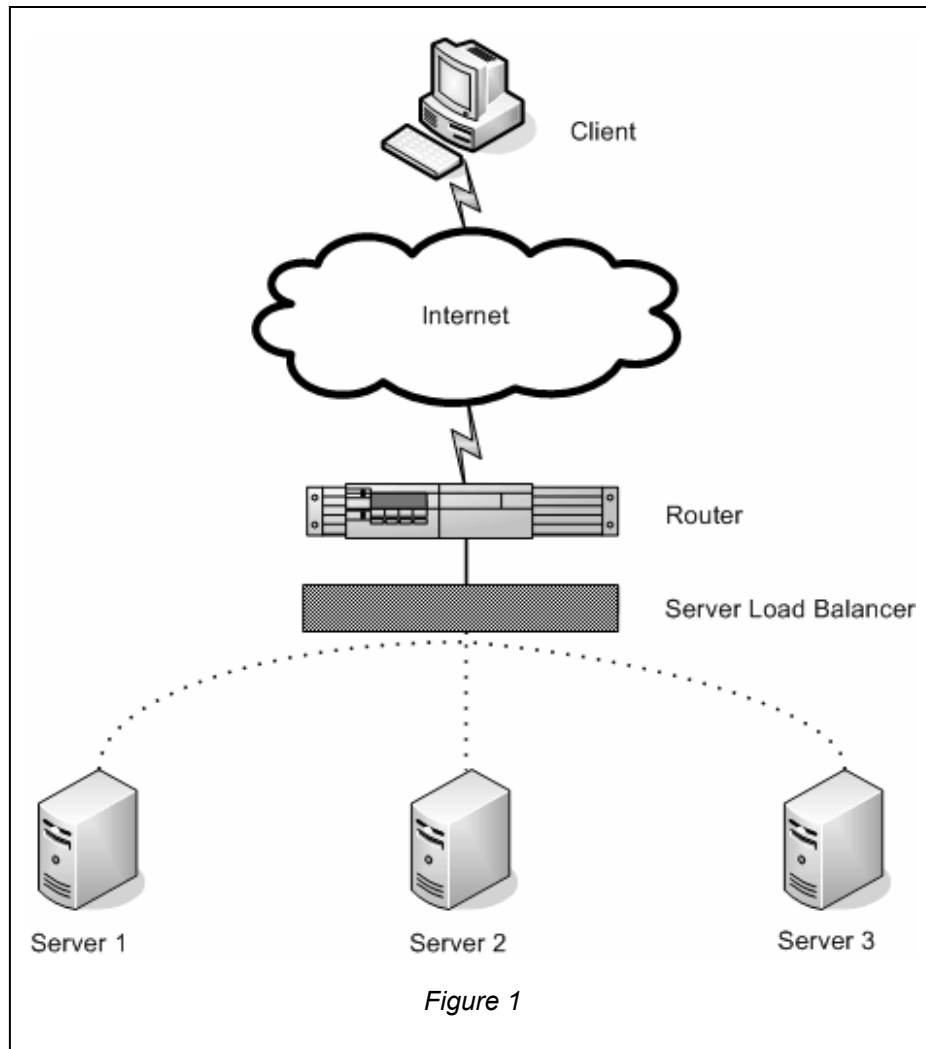 Client
Internet
Router
Server Load Balancer
Server 1
Server 2
Server 3
Figure 1